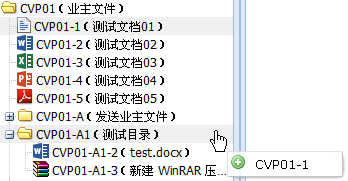 CVP01（业主文件）
CVP01-1（测试文档01）
CVP01-2（测试文档02）
CVP01-3（测试文档03）
CVP01-4（测试文档04）
CVP01-5（测试文档05）
CVP01-A（发送业主文件）
CVP01-A1（测试目录）
CVP01-A1-2（test.docx）
CVP01-1
CVP01-A1-3（新建 WinRAR 压...